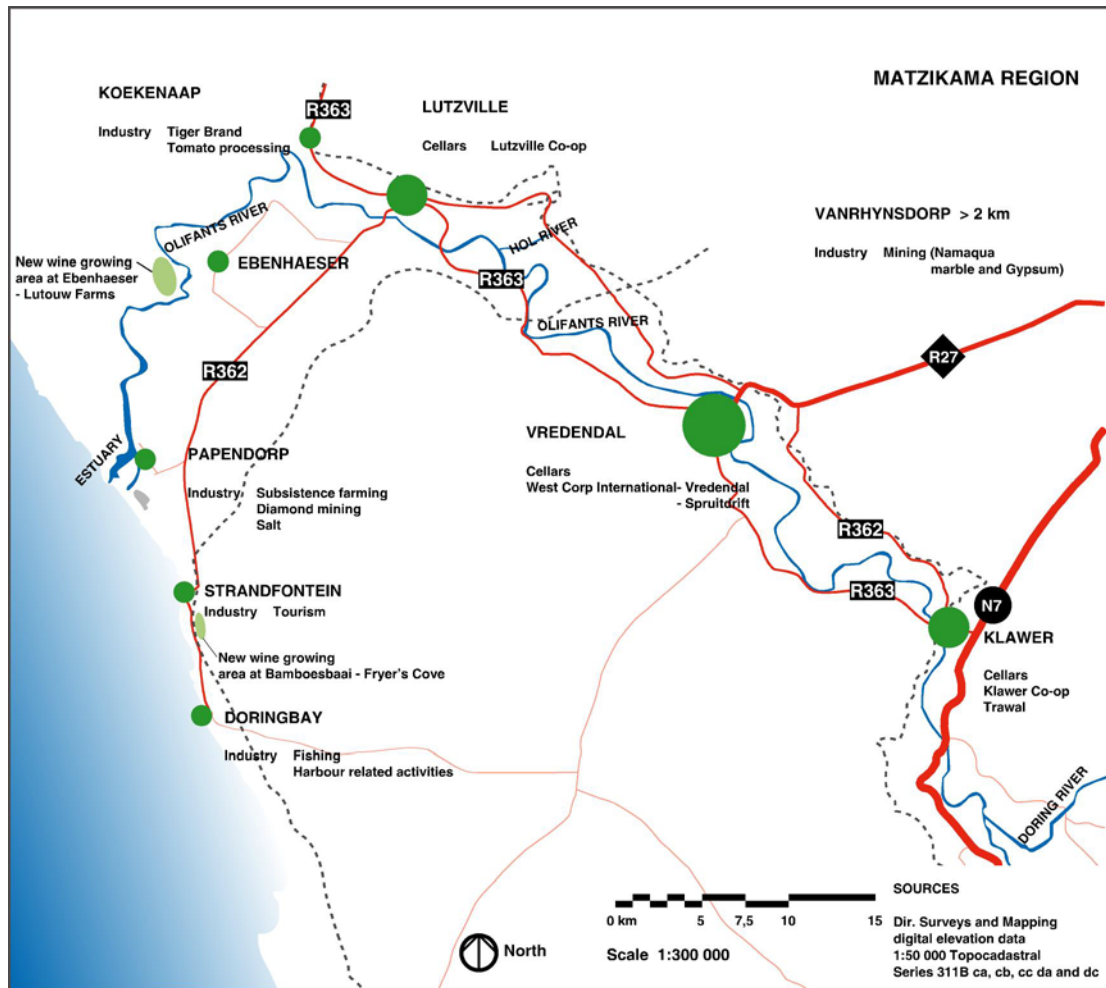 MATZIKAMA REGION
KOEKENAAP
Industry Tiger Brand
Tomato processing
R363
LUTZVILLE
Cellars Lutzville Co-op
VANRHYNSDORP > 2 km
Industry Mining (Namaqua
marble and Gypsum)
OLIFANTS RIVER
HOL RIVER
EBENHAESER
New wine growing
area at Ebenhaeser
- Lutouw Farms
R363
OLIFANTS RIVER
R27
R362
VREDENDAL
Cellars
West Corp International- Vredendal
- Spruitdrift
ESTUARY
PAPENDORP
Industry Subsistence farming
Diamond mining
Salt
R362
R363
STRANDFONTEIN
Industry Tourism
N7
KLAWER
Cellars
Klawer Co-op
Trawal
New wine growing
area at Bamboesbaai - Fryer's Cove
DORINGBAY
Industry Fishing
Harbour related activities
DORING RIVER
0 km 5 7,5 10 15
Scale 1:300 000
North
SOURCES
Dir. Surveys and Mapping
digital elevation data
1:50 000 Topocadastral
Series 311B ca, cb, cc da and dc